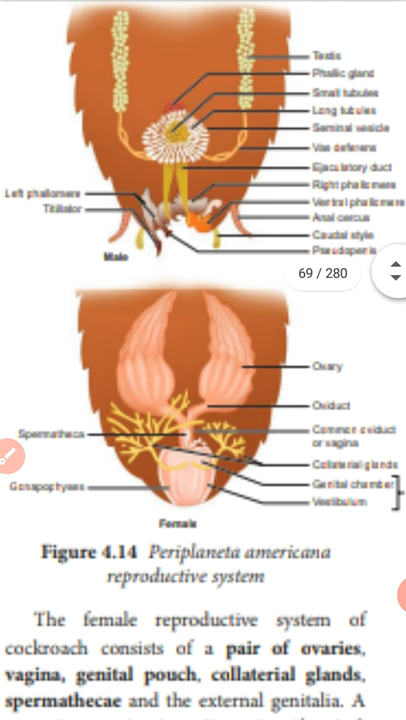 Testis
Phallic gland
Small tubules
Long tubules
Seminal vesicle
Vas deferens
Ejaculatory duct
Right phallomere
Left phallomere
Ventral phallomere
Titillator
Anal cercus
Caudal style
Pseudopenis
Male
69 / 280
Ovary
Oviduct
Spermatheca
Common oviduct
or vagina
Collaterial glands
Gonapophyses
Genital chamber
Vestibulum
Female
Figure 4.14 Periplaneta americana
reproductive system
The female reproductive system of
cockroach consists of a pair of ovaries,
vagina, genital pouch, collaterial glands,
spermathecae and the external genitalia. A